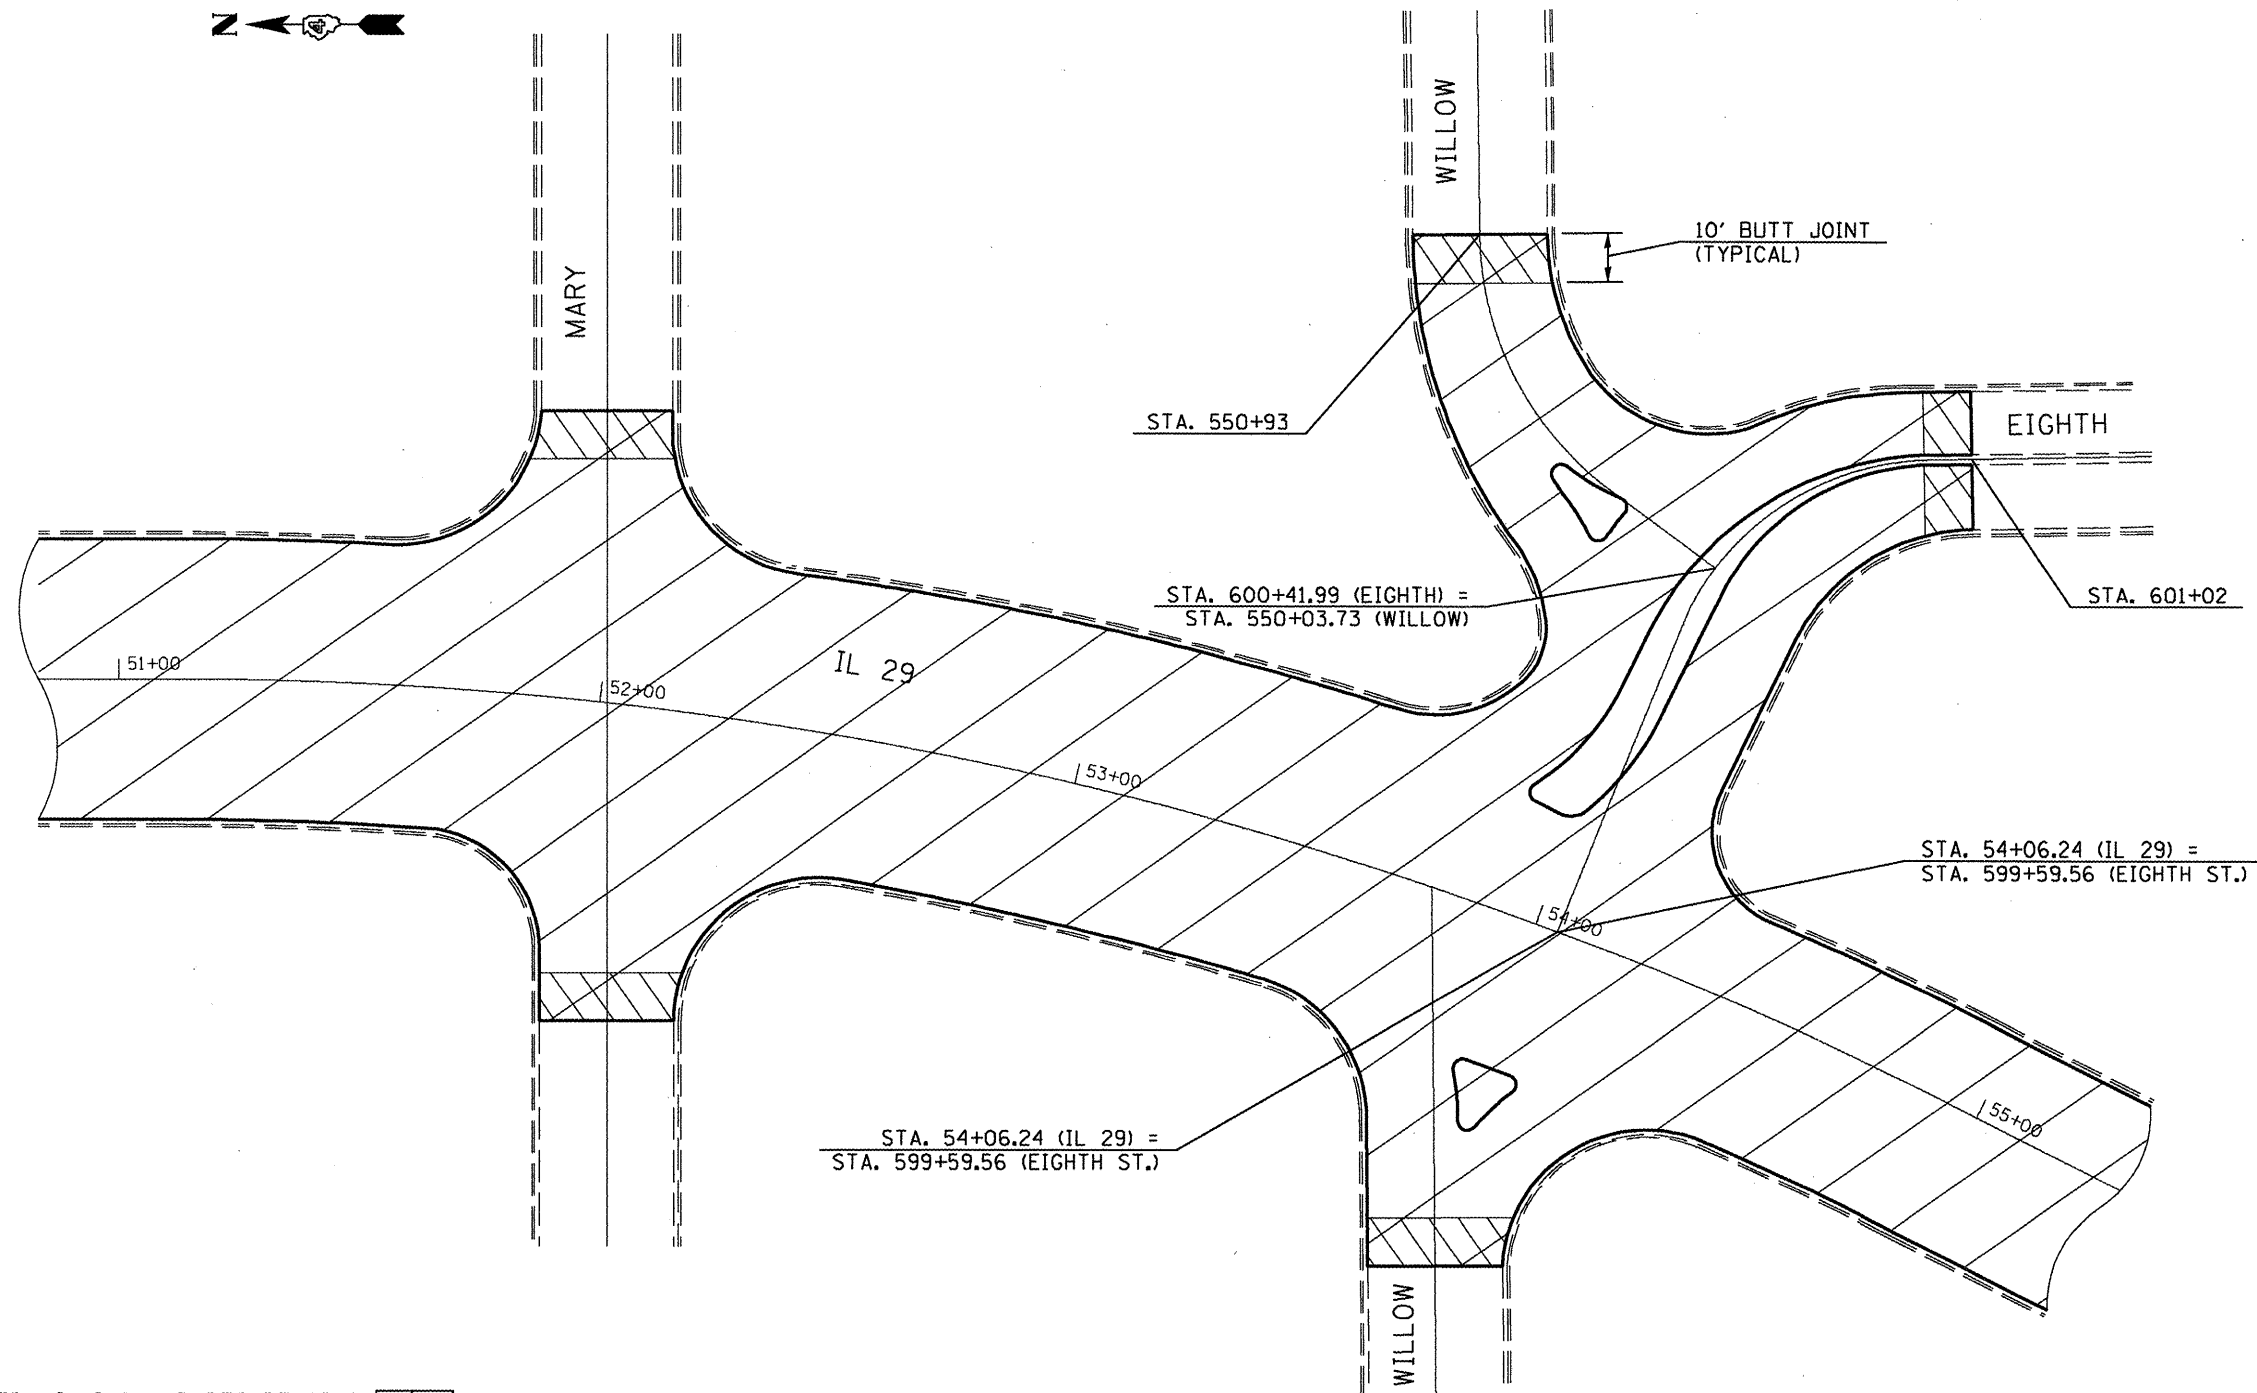 N
4
WILLOW
10' BUTT JOINT
(TYPICAL)
MARY
STA. 550+93
EIGHTH
STA. 600+41.99 (EIGHTH) =
STA. 550+03.73 (WILLOW)
STA. 601+02
51+00
IL 29
52+00
53+00
STA. 54+06.24 (IL 29) =
STA. 599+59.56 (EIGHTH ST.)
54+00
55+00
STA. 54+06.24 (IL 29) =
STA. 599+59.56 (EIGHTH ST.)
WILLOW